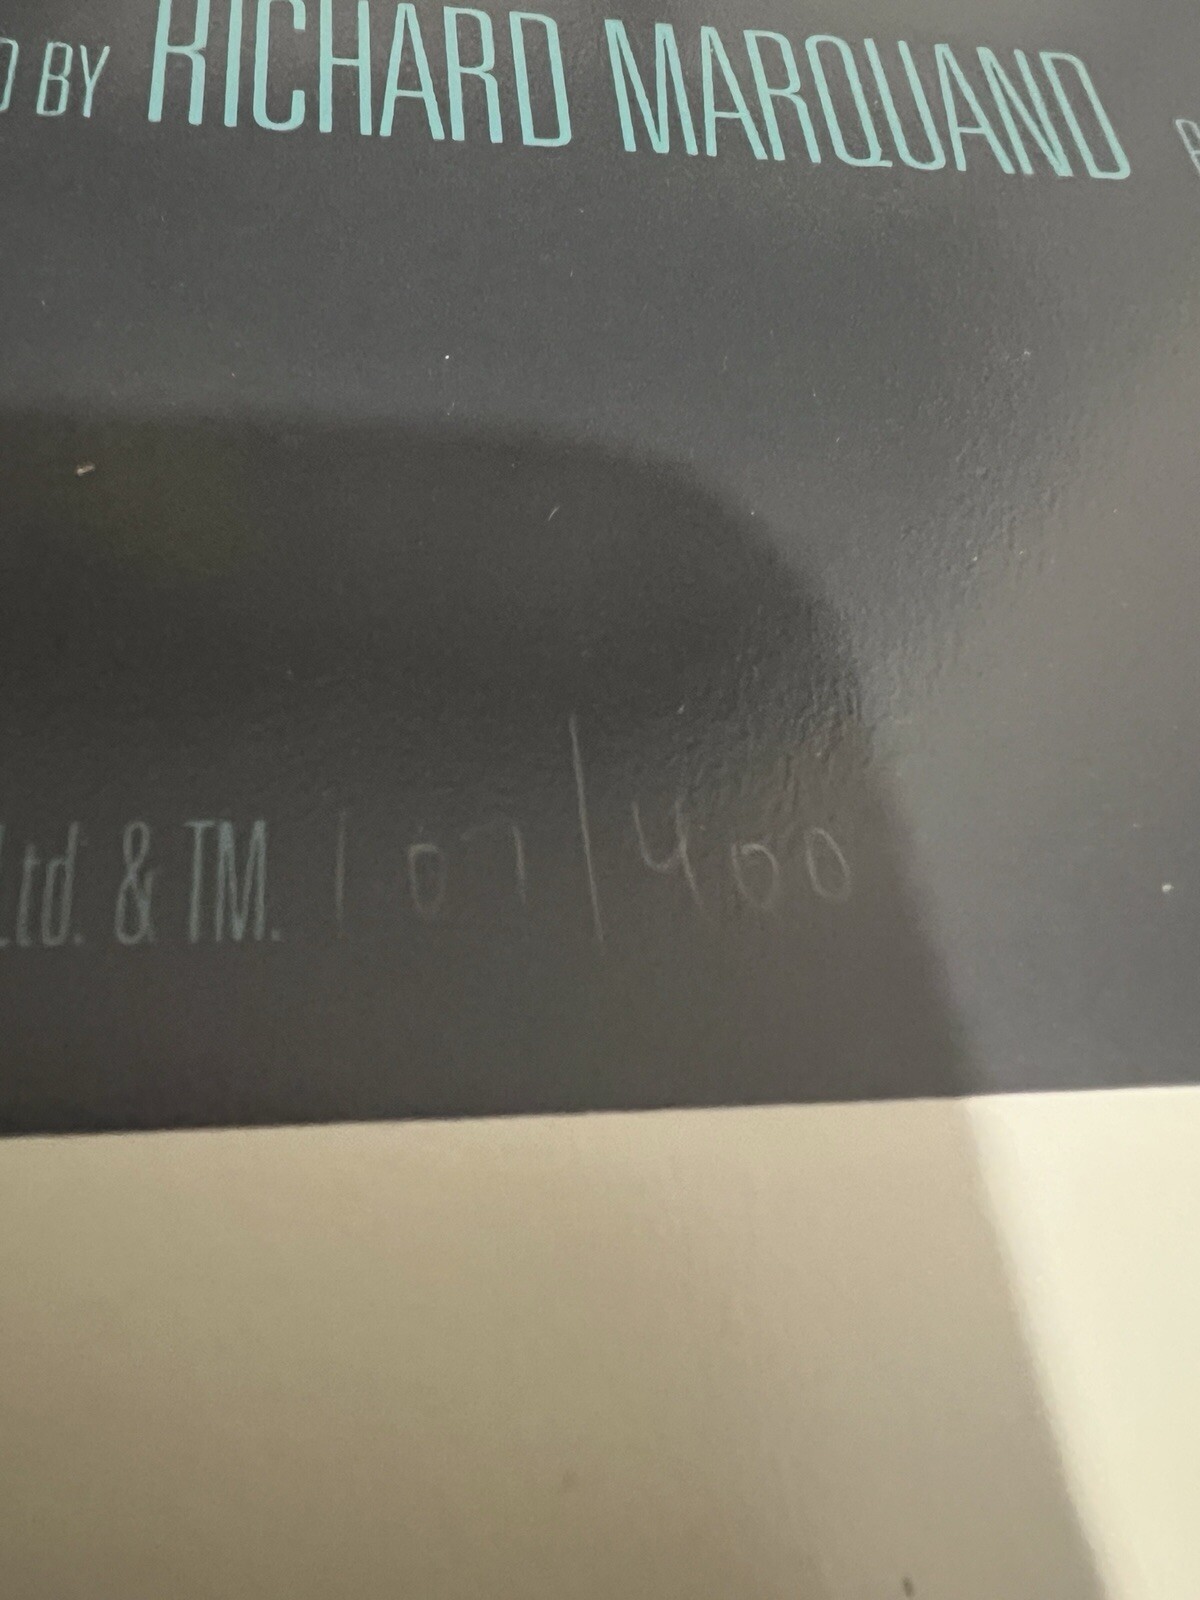 BY RICHARD MARQUAND
Ltd. & TM. 107/400